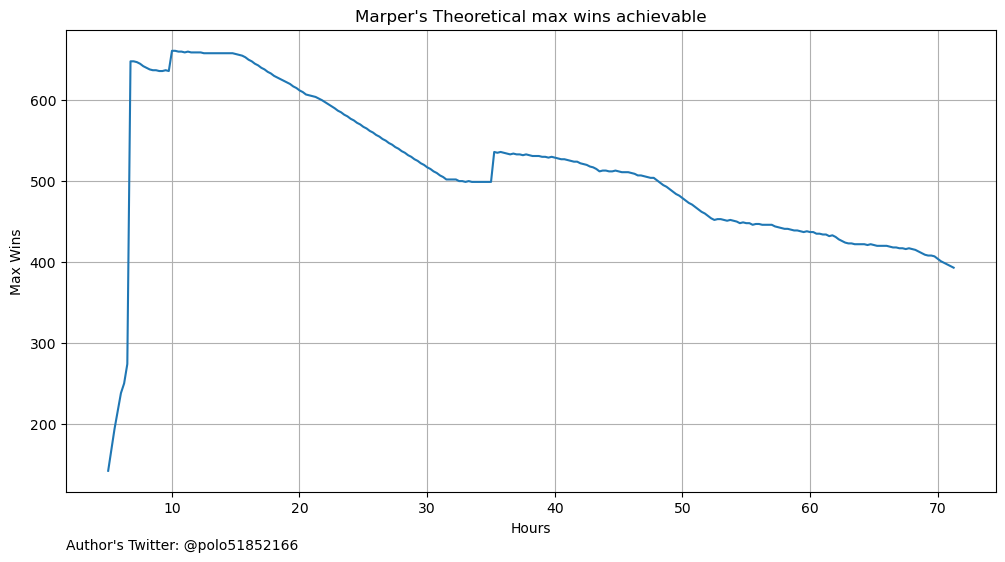 Marper's Theoretical max wins achievable
Max Wins
600
500
400
300
200
10 20 30 40 50 60 70
Hours
Author's Twitter: @polo51852166